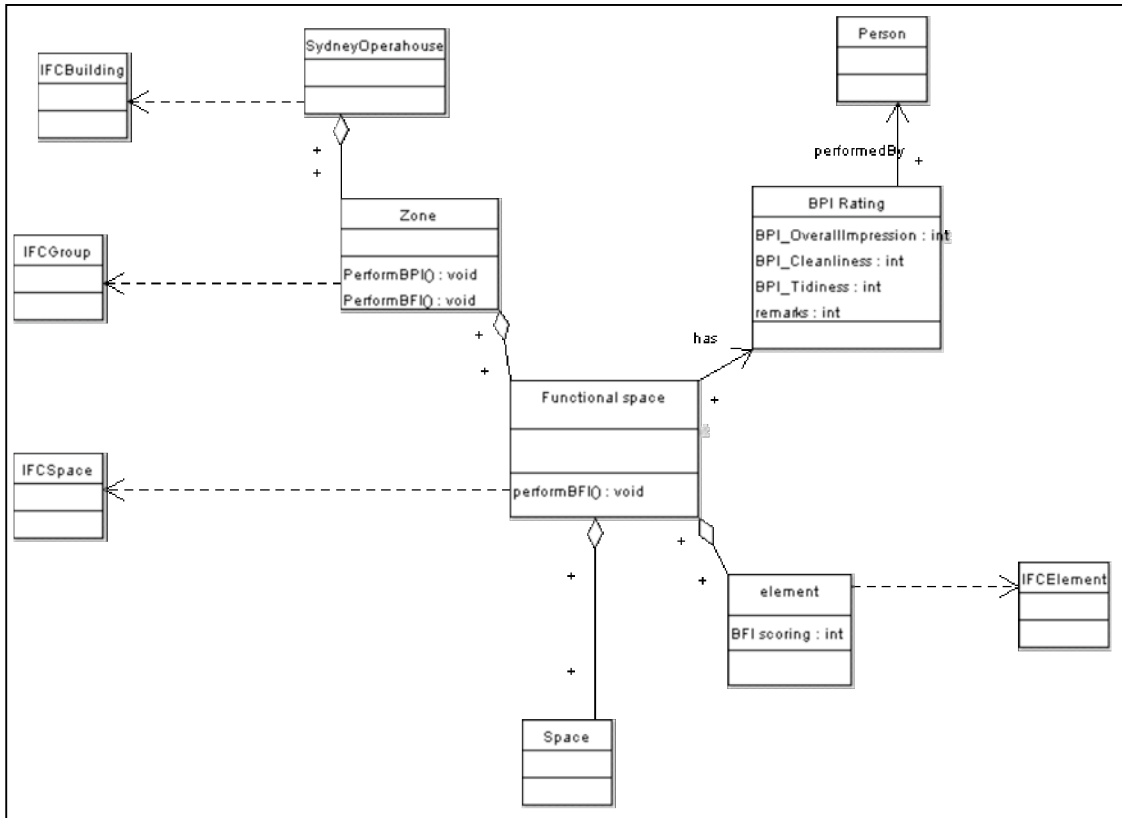 SydneyOperahouse
Person
IFCBuilding
performedBy
+
+
+
Zone
BPI Rating
BPI_OverallImpression : int
IFCGroup
BPI_Cleanliness : int
PerformBPI() : void
BPI_Tidiness : int
PerformBFI() : void
remarks : int
+
has
+
Functional space
+
IFCSpace
performBFI() : void
+
+
+
element
IFCElement
BFI scoring : int
+
Space